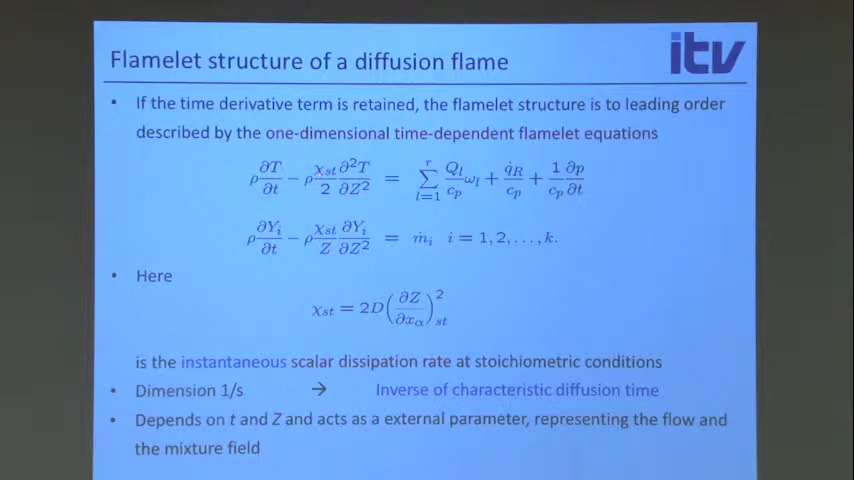 Flamelet structure of a diffusion flame
itv
• If the time derivative term is retained, the flamelet structure is to leading order
described by the one-dimensional time-dependent flamelet equations
ρ ∂T/∂t − ρ χst/2 ∂²T/∂Z² = Σ_{l=1}^{r} Ql/cp ωl + q̇R/cp + 1/cp ∂p/∂t
ρ ∂Yi/∂t − ρ χst/Z ∂Yi/∂Z² = ṁi i = 1, 2, . . . , k.
• Here
χst = 2D (∂Z/∂xα)²st
is the instantaneous scalar dissipation rate at stoichiometric conditions
• Dimension 1/s → Inverse of characteristic diffusion time
• Depends on t and Z and acts as a external parameter, representing the flow and
the mixture field